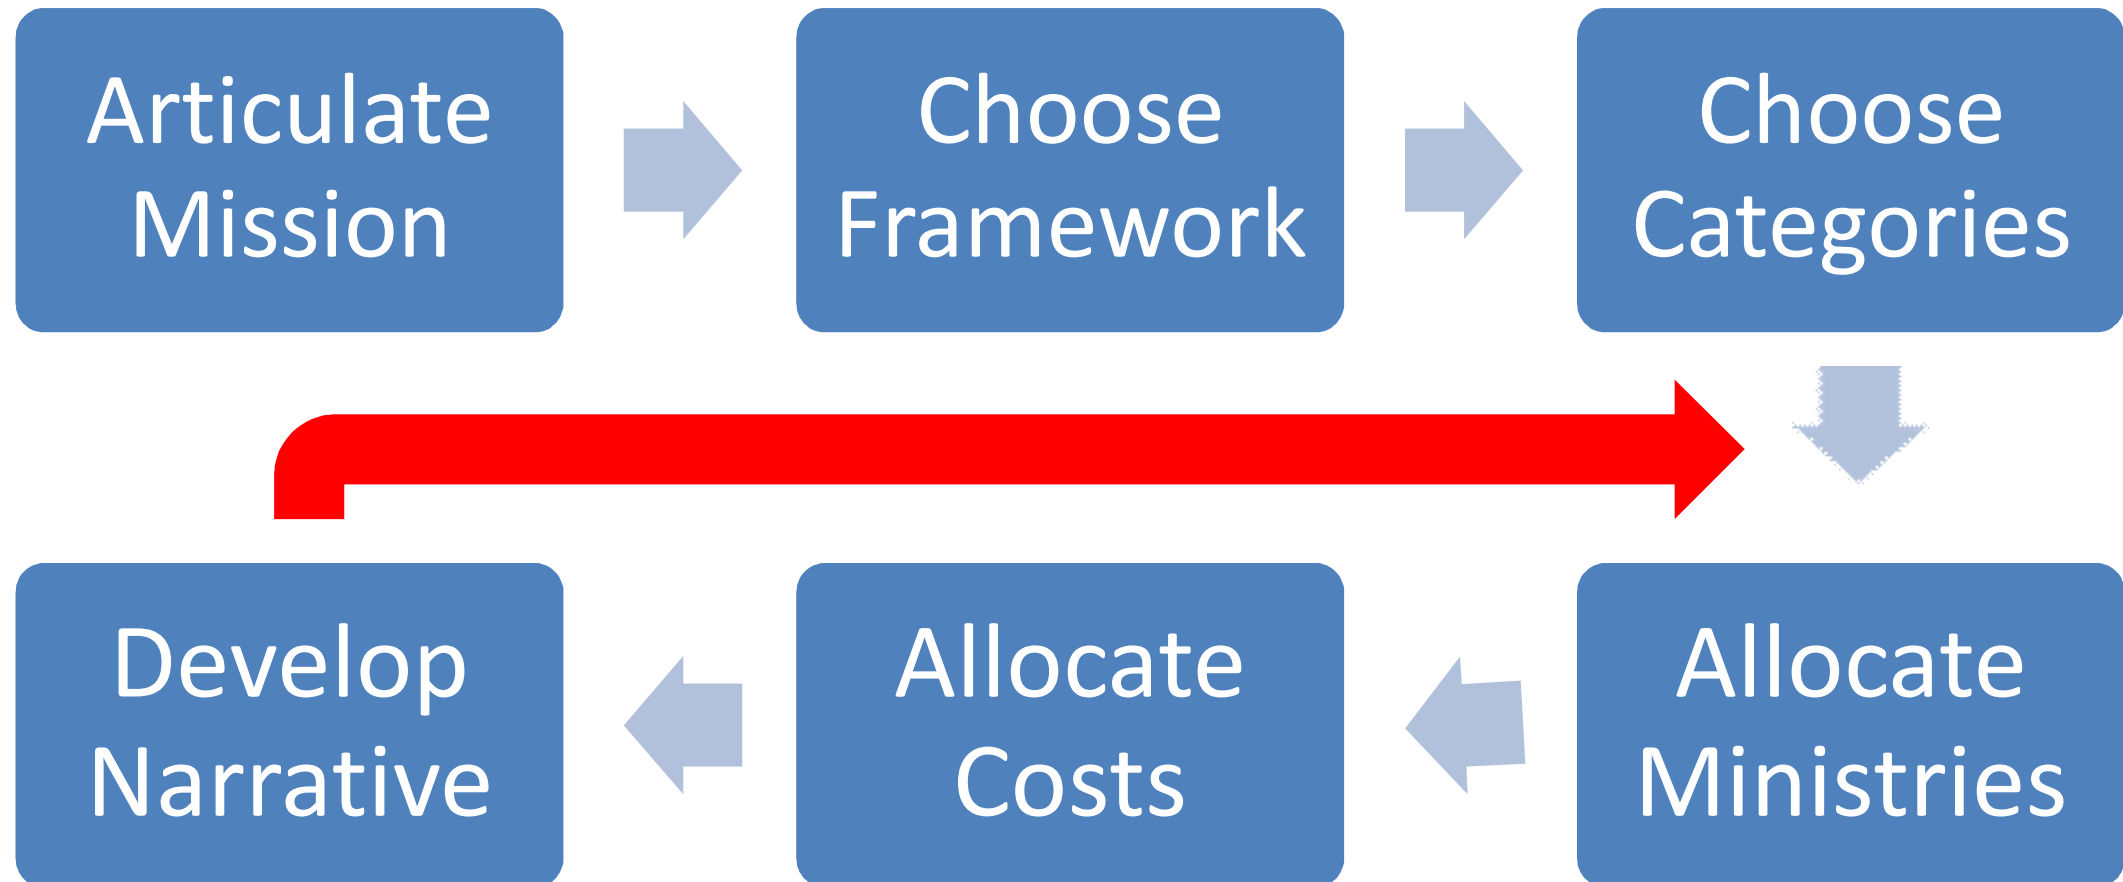 Articulate
Mission
Choose
Framework
Choose
Categories
Develop
Narrative
Allocate
Costs
Allocate
Ministries